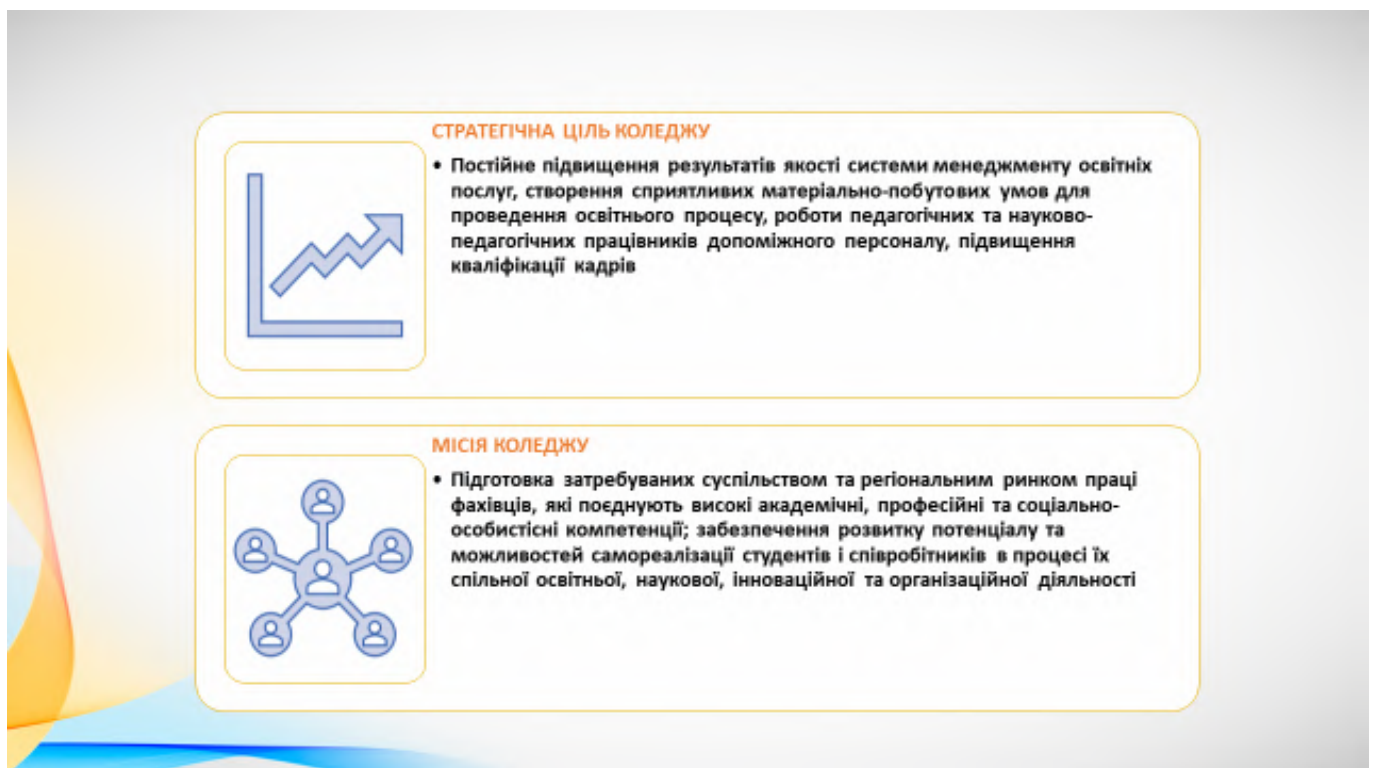 СТРАТЕГІЧНА ЦІЛЬ КОЛЕДЖУ
• Постійне підвищення результатів якості системи менеджменту освітніх
послуг, створення сприятливих матеріально-побутових умов для
проведення освітнього процесу, роботи педагогічних та науково-
педагогічних працівників допоміжного персоналу, підвищення
кваліфікації кадрів
МІСІЯ КОЛЕДЖУ
• Підготовка затребуваних суспільством та регіональним ринком праці
фахівців, які поєднують високі академічні, професійні та соціально-
особистісні компетенції; забезпечення розвитку потенціалу та
можливостей самореалізації студентів і співробітників в процесі їх
спільної освітньої, наукової, інноваційної та організаційної діяльності